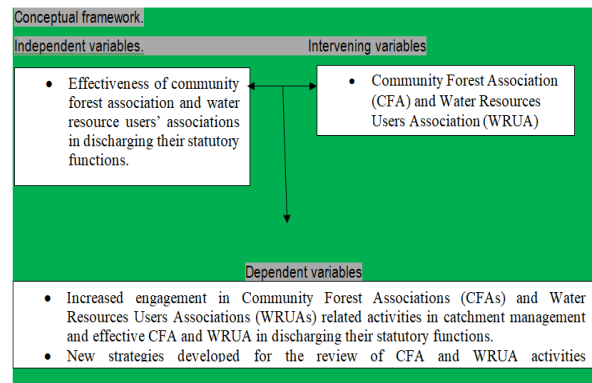 Conceptual framework.
Independent variables. Intervening variables
• Effectiveness of community
forest association and water
resource users' associations
in discharging their statutory
functions.
• Community Forest Association
(CFA) and Water Resources
Users Association (WRUA)
Dependent variables
• Increased engagement in Community Forest Associations (CFAs) and Water
Resources Users Associations (WRUAs) related activities in catchment management
and effective CFA and WRUA in discharging their statutory functions.
• New strategies developed for the review of CFA and WRUA activities